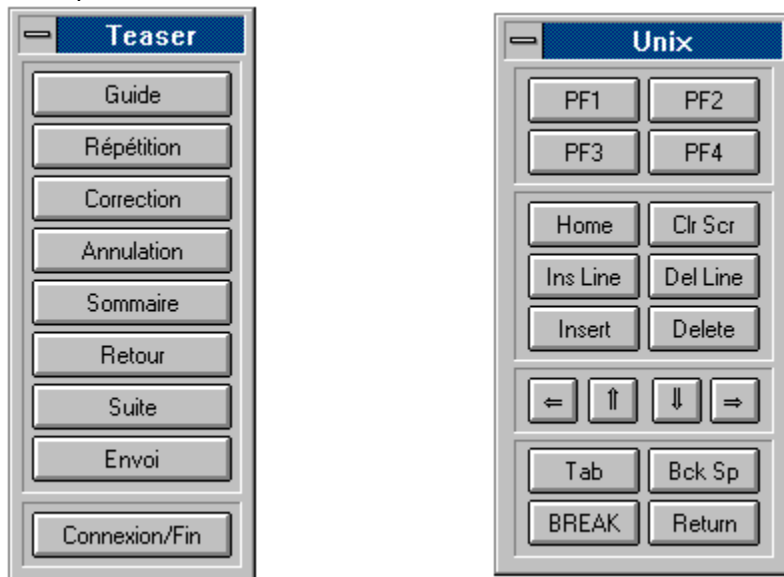 Teaser
Guide
Répétition
Correction
Annulation
Sommaire
Retour
Suite
Envoi
Connexion/Fin
Unix
PF1 PF2
PF3 PF4
Home Clr Scr
Ins Line Del Line
Insert Delete
⇐ ⇑ ⇓ ⇒
Tab Bck Sp
BREAK Return